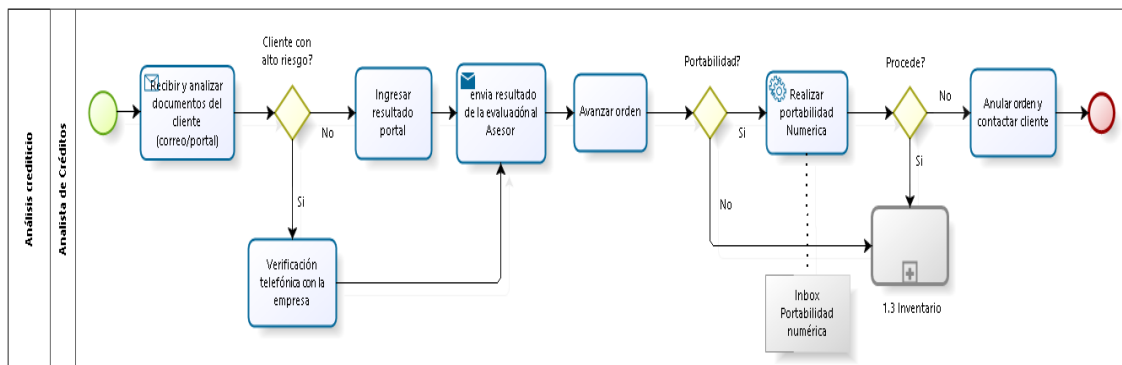 Análisis crediticio
Analista de Créditos
Recibir y analizar
documentos del
cliente
(correo/portal)
Cliente con
alto riesgo?
No
Si
Ingresar
resultado
portal
Verificación
telefónica con la
empresa
envia resultado
de la evaluación al
Asesor
Avanzar orden
Portabilidad?
Si
No
Realizar
portabilidad
Numerica
Inbox
Portabilidad
numérica
Procede?
No
Si
1.3 Inventario
Anular orden y
contactar cliente